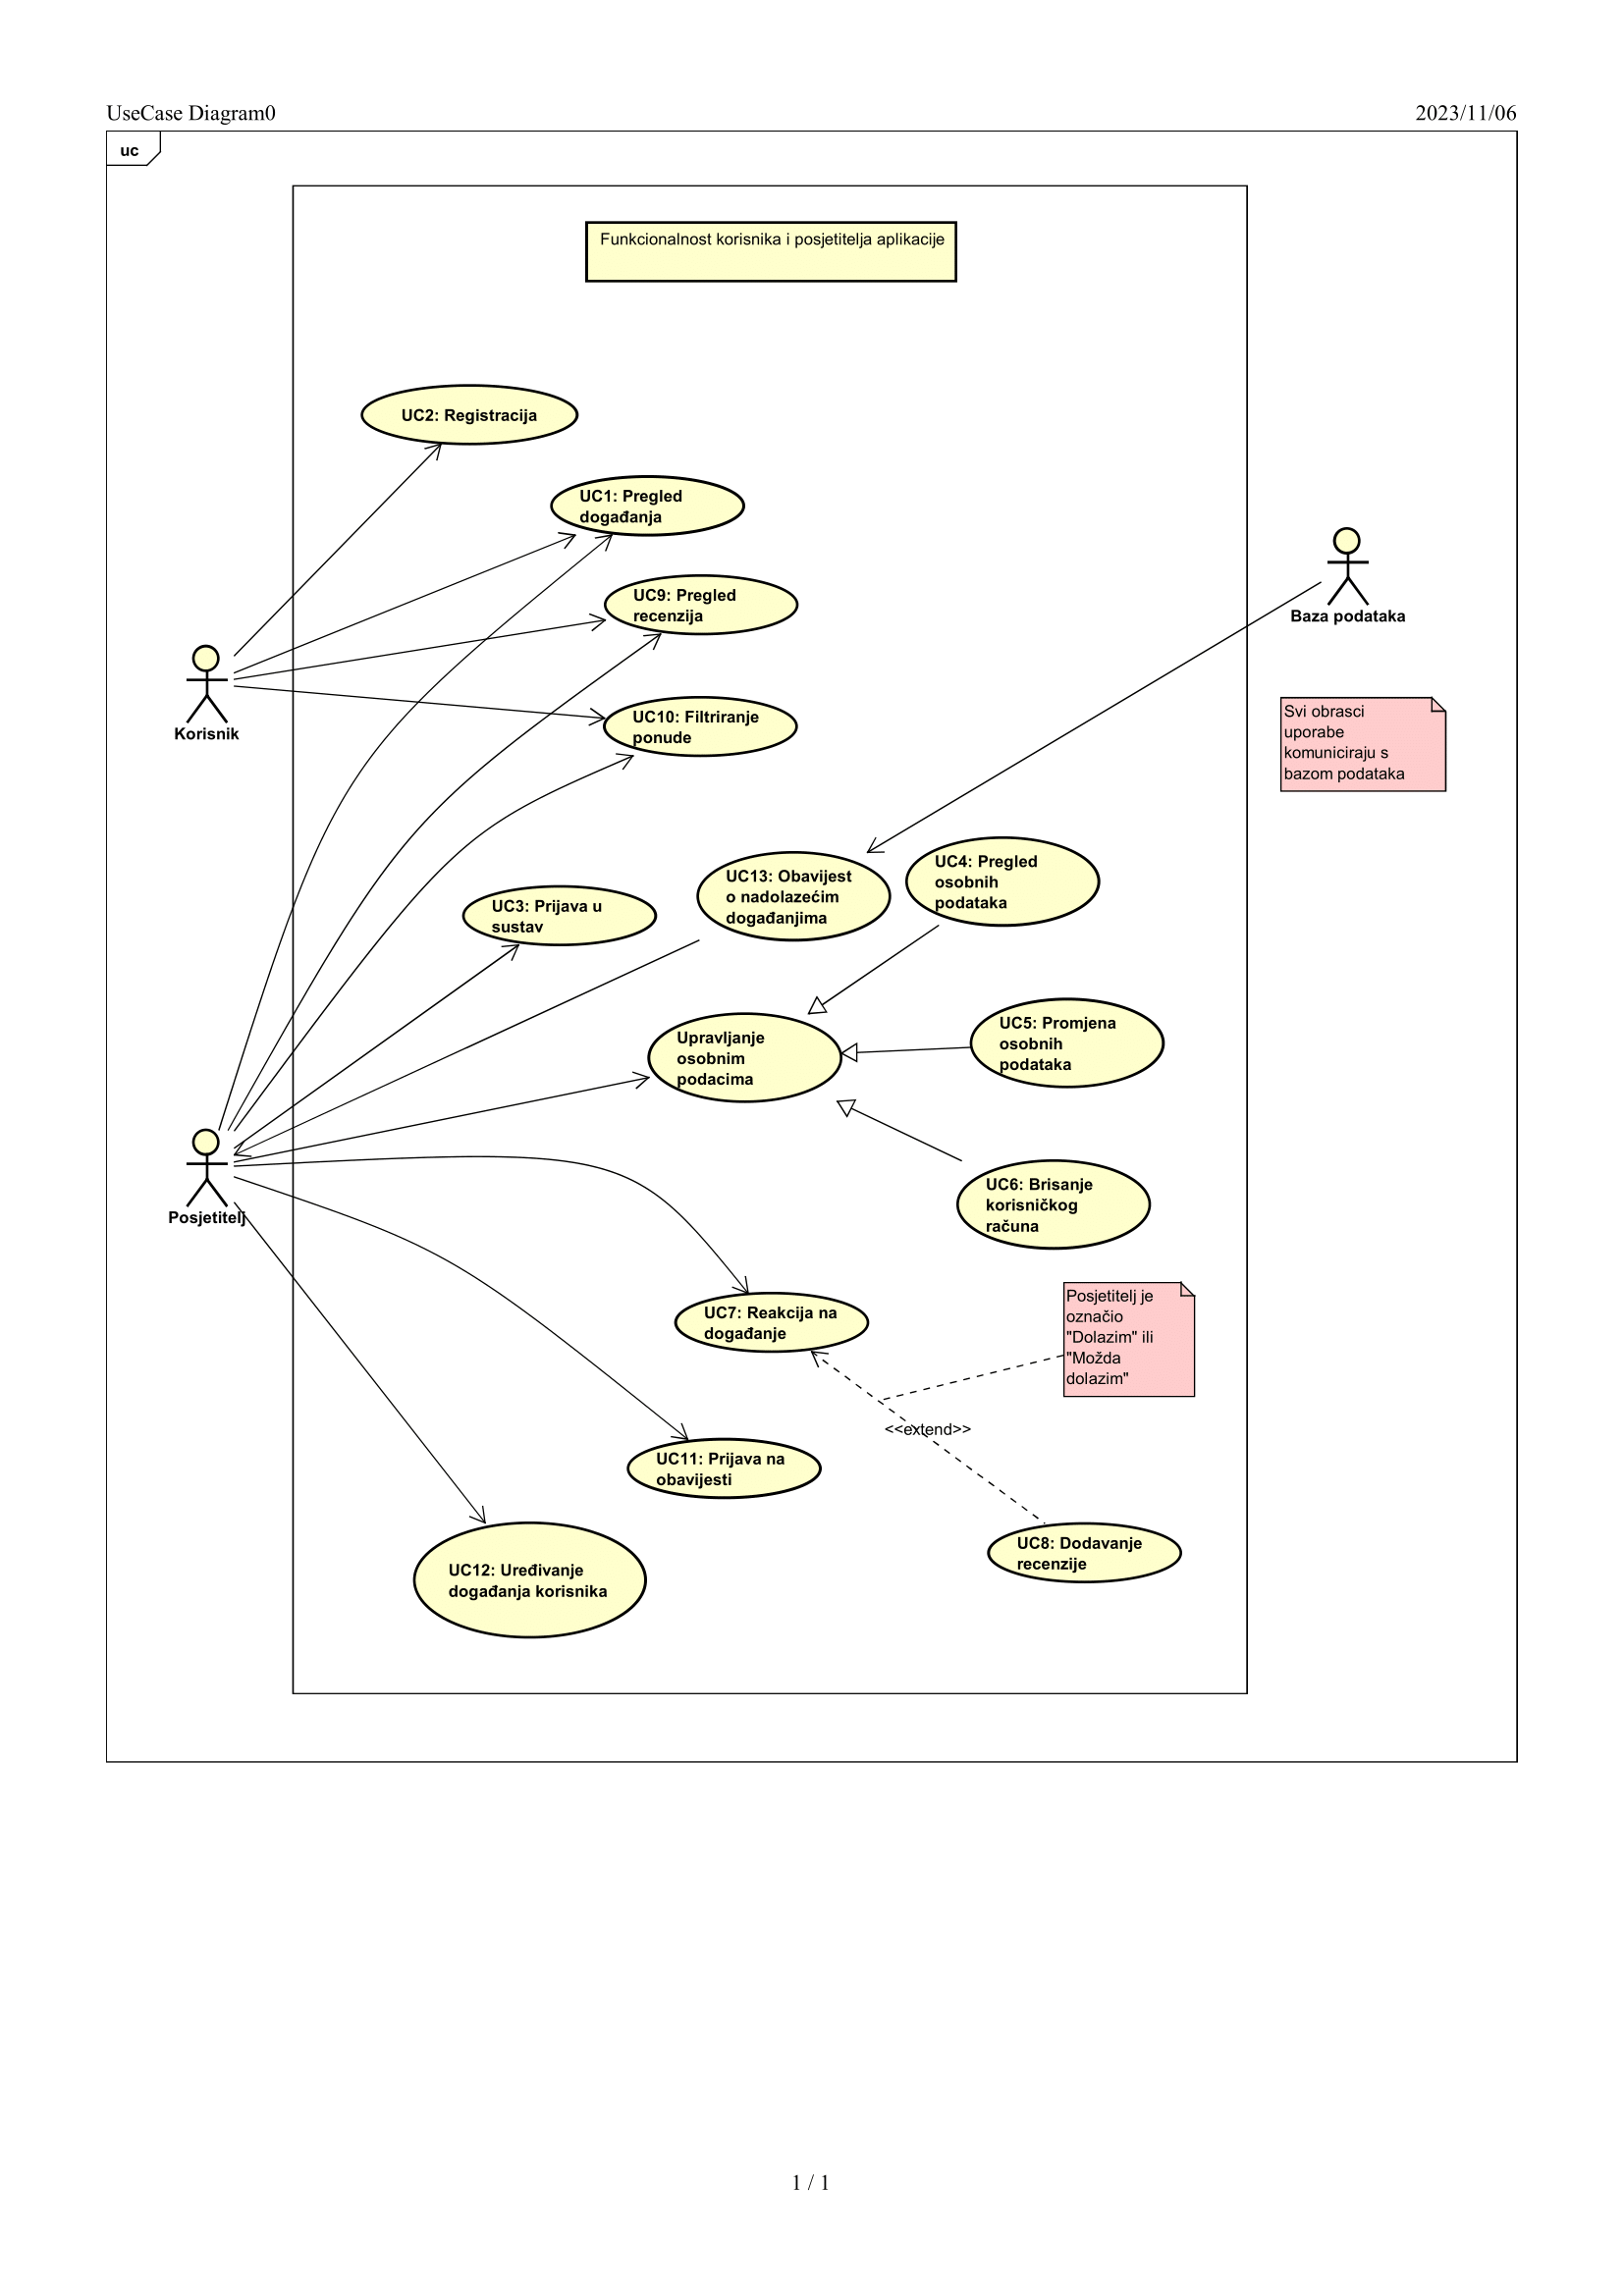 UseCase Diagram0
2023/11/06
uc
Funkcionalnost korisnika i posjetitelja aplikacije
UC2: Registracija
UC1: Pregled
događanja
UC9: Pregled
recenzija
Baza podataka
Korisnik
UC10: Filtriranje
ponude
Svi obrasci
uporabe
komuniciraju s
bazom podataka
UC13: Obavijest
o nadolazećim
događanjima
UC4: Pregled
osobnih
podataka
UC3: Prijava u
sustav
Upravljanje
osobnim
podacima
UC5: Promjena
osobnih
podataka
Posjetitelj
UC6: Brisanje
korisničkog
računa
UC7: Reakcija na
događanje
Posjetitelj je
označio
"Dolazim" ili
"Možda
dolazim"
<<extend>>
UC11: Prijava na
obavijesti
UC8: Dodavanje
recenzije
UC12: Uređivanje
događanja korisnika
1 / 1